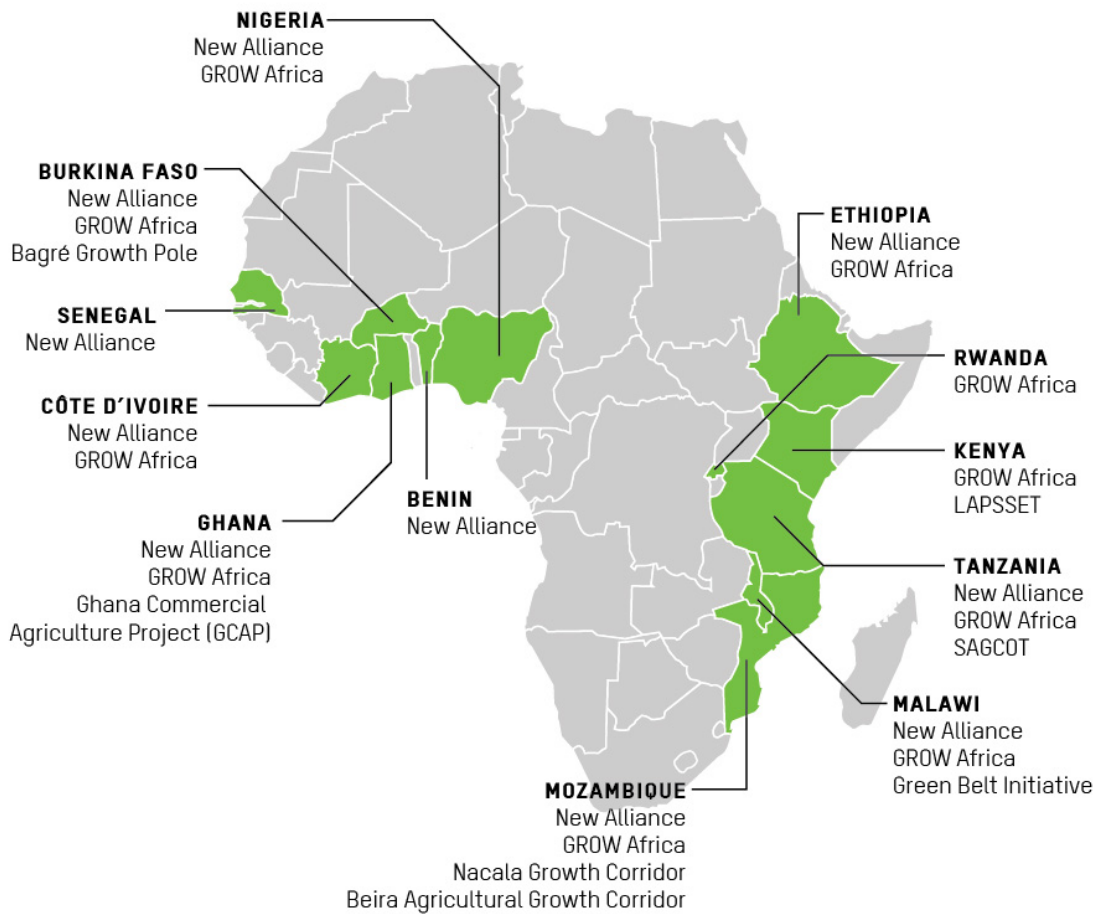 NIGERIA
New Alliance
GROW Africa
BURKINA FASO
New Alliance
GROW Africa
Bagré Growth Pole
SENEGAL
New Alliance
CÔTE D'IVOIRE
New Alliance
GROW Africa
GHANA
New Alliance
GROW Africa
Ghana Commercial
Agriculture Project (GCAP)
BENIN
New Alliance
ETHIOPIA
New Alliance
GROW Africa
RWANDA
GROW Africa
KENYA
GROW Africa
LAPSSET
TANZANIA
New Alliance
GROW Africa
SAGCOT
MALAWI
New Alliance
GROW Africa
Green Belt Initiative
MOZAMBIQUE
New Alliance
GROW Africa
Nacala Growth Corridor
Beira Agricultural Growth Corridor